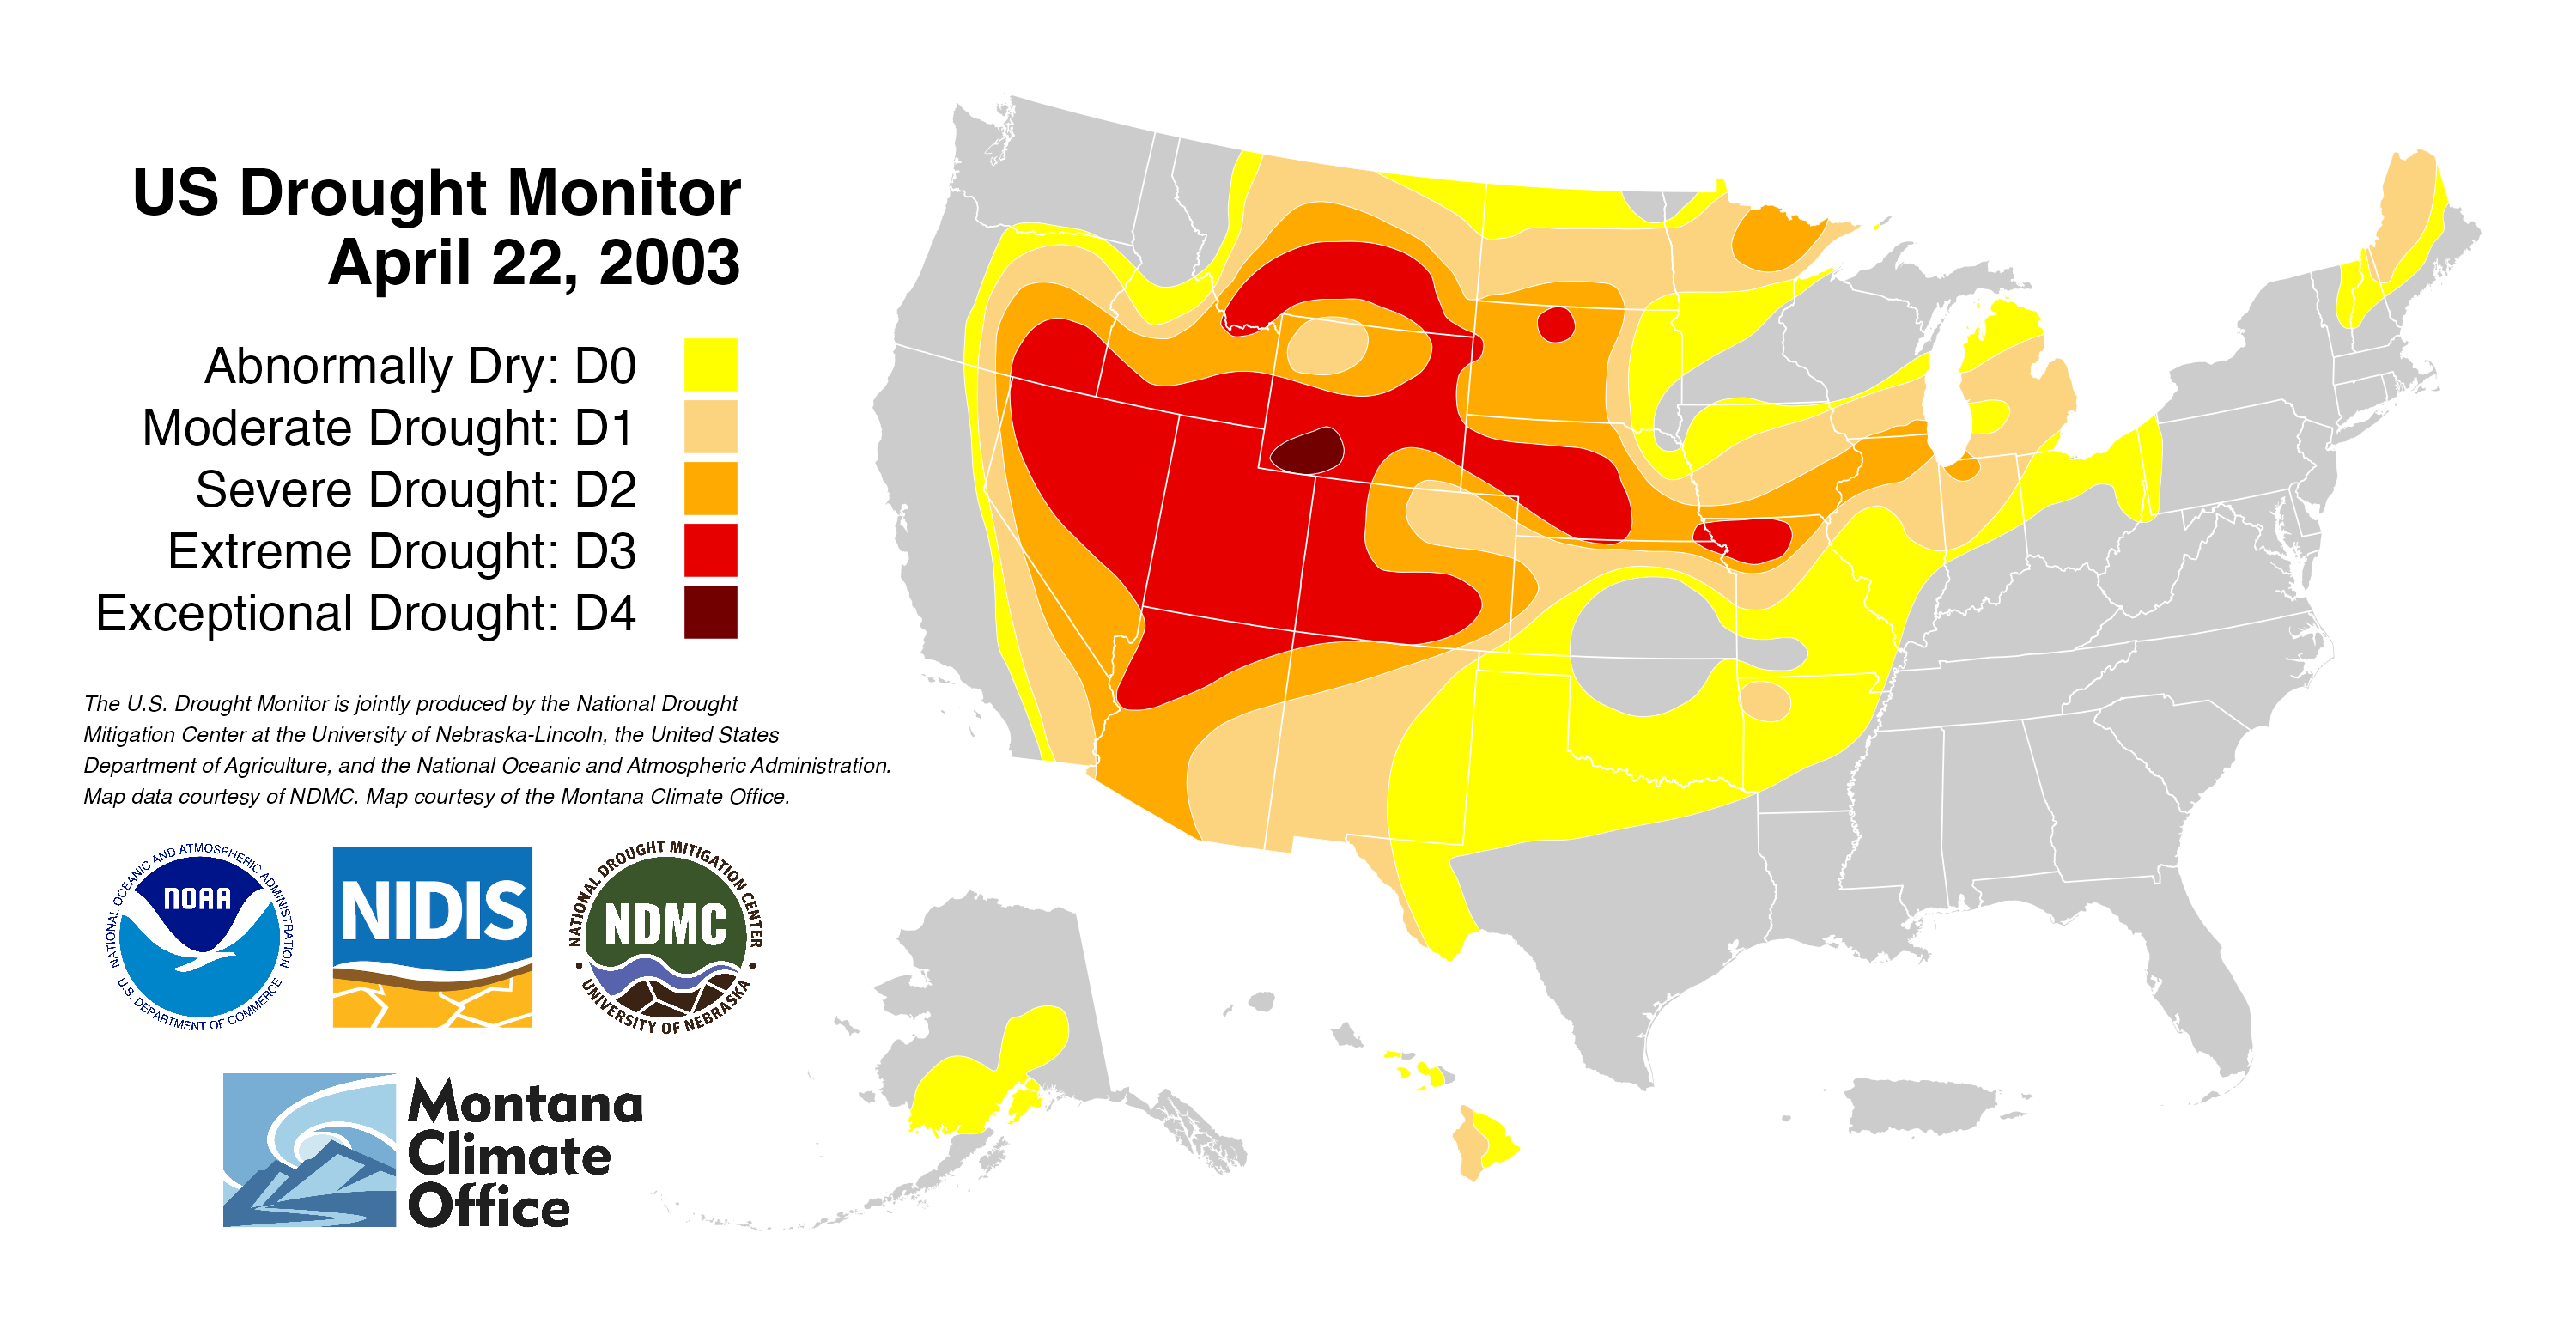 US Drought Monitor
April 22, 2003
Abnormally Dry: D0
Moderate Drought: D1
Severe Drought: D2
Extreme Drought: D3
Exceptional Drought: D4
The U.S. Drought Monitor is jointly produced by the National Drought
Mitigation Center at the University of Nebraska-Lincoln, the United States
Department of Agriculture, and the National Oceanic and Atmospheric Administration.
Map data courtesy of NDMC. Map courtesy of the Montana Climate Office.
NATIONAL OCEANIC AND ATMOSPHERIC ADMINISTRATION
NOAA
U.S. DEPARTMENT OF COMMERCE
NIDIS
NATIONAL DROUGHT MITIGATION CENTER
NDMC
UNIVERSITY OF NEBRASKA
Montana
Climate
Office